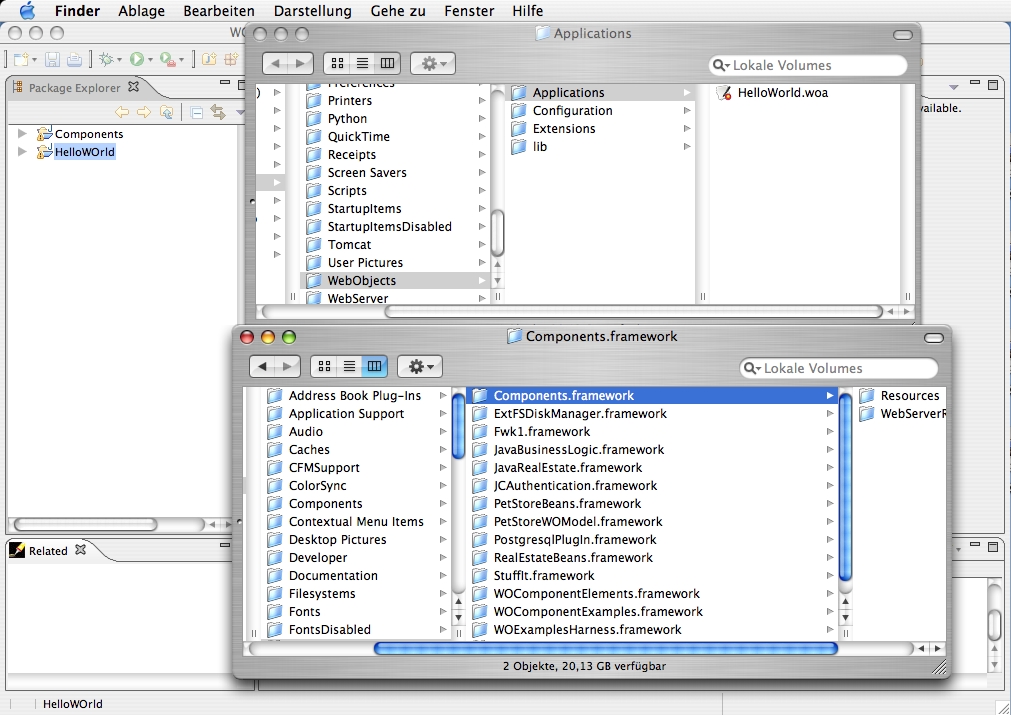 Finder Ablage Bearbeiten Darstellung Gehe zu Fenster Hilfe
WO
Applications
Lokale Volumes
Package Explorer
Components
HelloWOrld
Preferences
Printers
Python
QuickTime
Receipts
Screen Savers
Scripts
StartupItems
StartupItemsDisabled
Tomcat
User Pictures
WebObjects
WebServer
Applications
Configuration
Extensions
lib
HelloWorld.woa
vailable.
Components.framework
Lokale Volumes
Address Book Plug-Ins
Application Support
Audio
Caches
CFMSupport
ColorSync
Components
Contextual Menu Items
Desktop Pictures
Developer
Documentation
Filesystems
Fonts
FontsDisabled
Components.framework
ExtFSDiskManager.framework
Fwk1.framework
JavaBusinessLogic.framework
JavaRealEstate.framework
JCAuthentication.framework
PetStoreBeans.framework
PetStoreWOModel.framework
PostgresqlPlugIn.framework
RealEstateBeans.framework
StuffIt.framework
WOComponentElements.framework
WOComponentExamples.framework
WOExamplesHarness.framework
Resources
WebServerR
2 Objekte, 20,13 GB verfügbar
Related
HelloWOrld